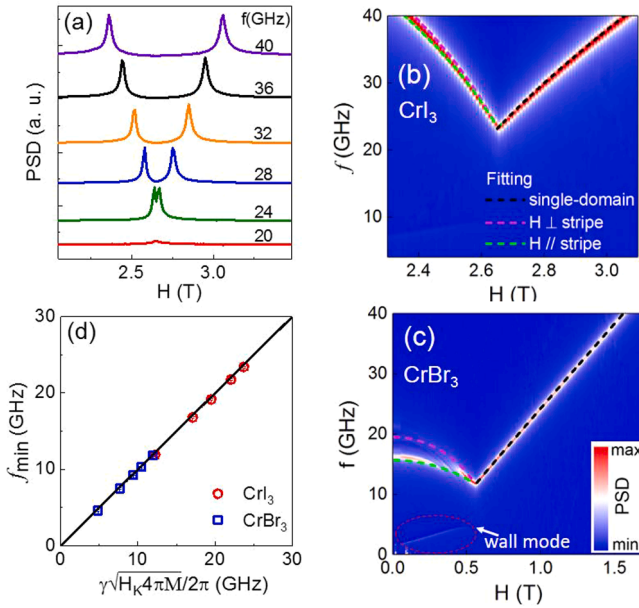 (a)
f(GHz)
40
36
32
28
24
20
PSD (a. u.)
2.5
3.0
H (T)
(b)
CrI₃
40
30
20
10
f (GHz)
Fitting
single-domain
H ⊥ stripe
H // stripe
2.4
2.6
2.8
3.0
H (T)
(d)
30
20
10
0
fmin (GHz)
CrI₃
CrBr₃
0
10
20
30
γ√HK4πM/2π (GHz)
(c)
CrBr₃
40
30
20
10
0
f (GHz)
max
PSD
min
wall mode
0.0
0.5
1.0
1.5
H (T)